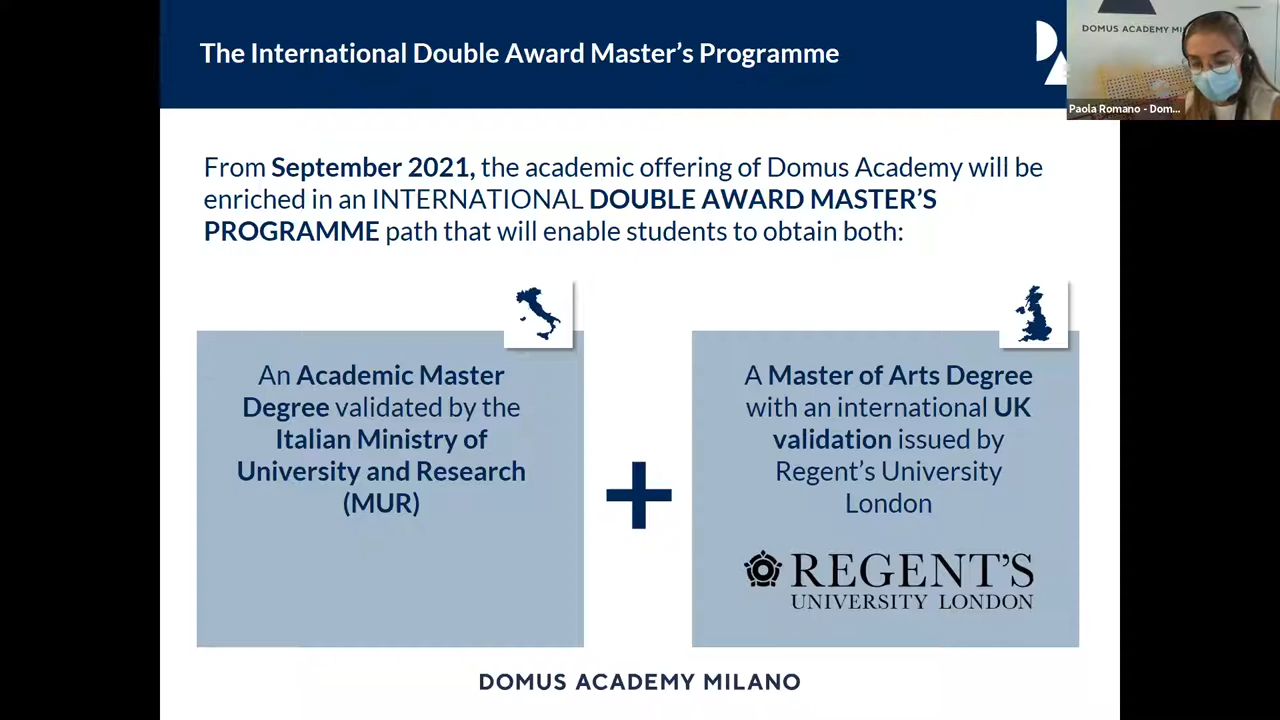 The International Double Award Master's Programme
DOMUS ACADEMY MI
Paola Romano - Dom...
From September 2021, the academic offering of Domus Academy will be
enriched in an INTERNATIONAL DOUBLE AWARD MASTER'S
PROGRAMME path that will enable students to obtain both:
An Academic Master
Degree validated by the
Italian Ministry of
University and Research
(MUR)
+
A Master of Arts Degree
with an international UK
validation issued by
Regent's University
London
REGENT'S
UNIVERSITY LONDON
DOMUS ACADEMY MILANO